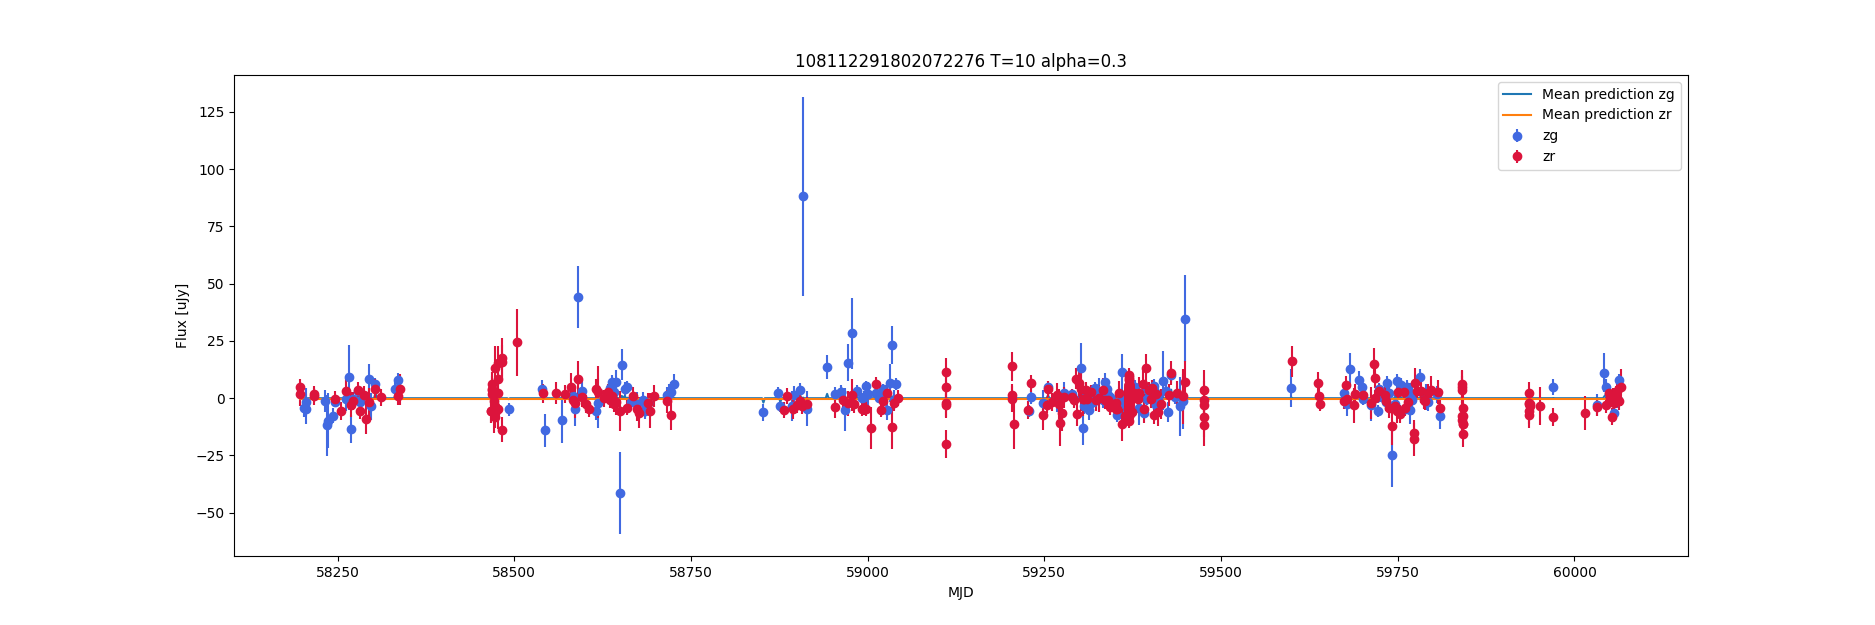 108112291802072276 T=10 alpha=0.3
Mean prediction zg
Mean prediction zr
zg
zr
Flux [uJy]
125
100
75
50
25
0
−25
−50
58250 58500 58750 59000 59250 59500 59750 60000
MJD